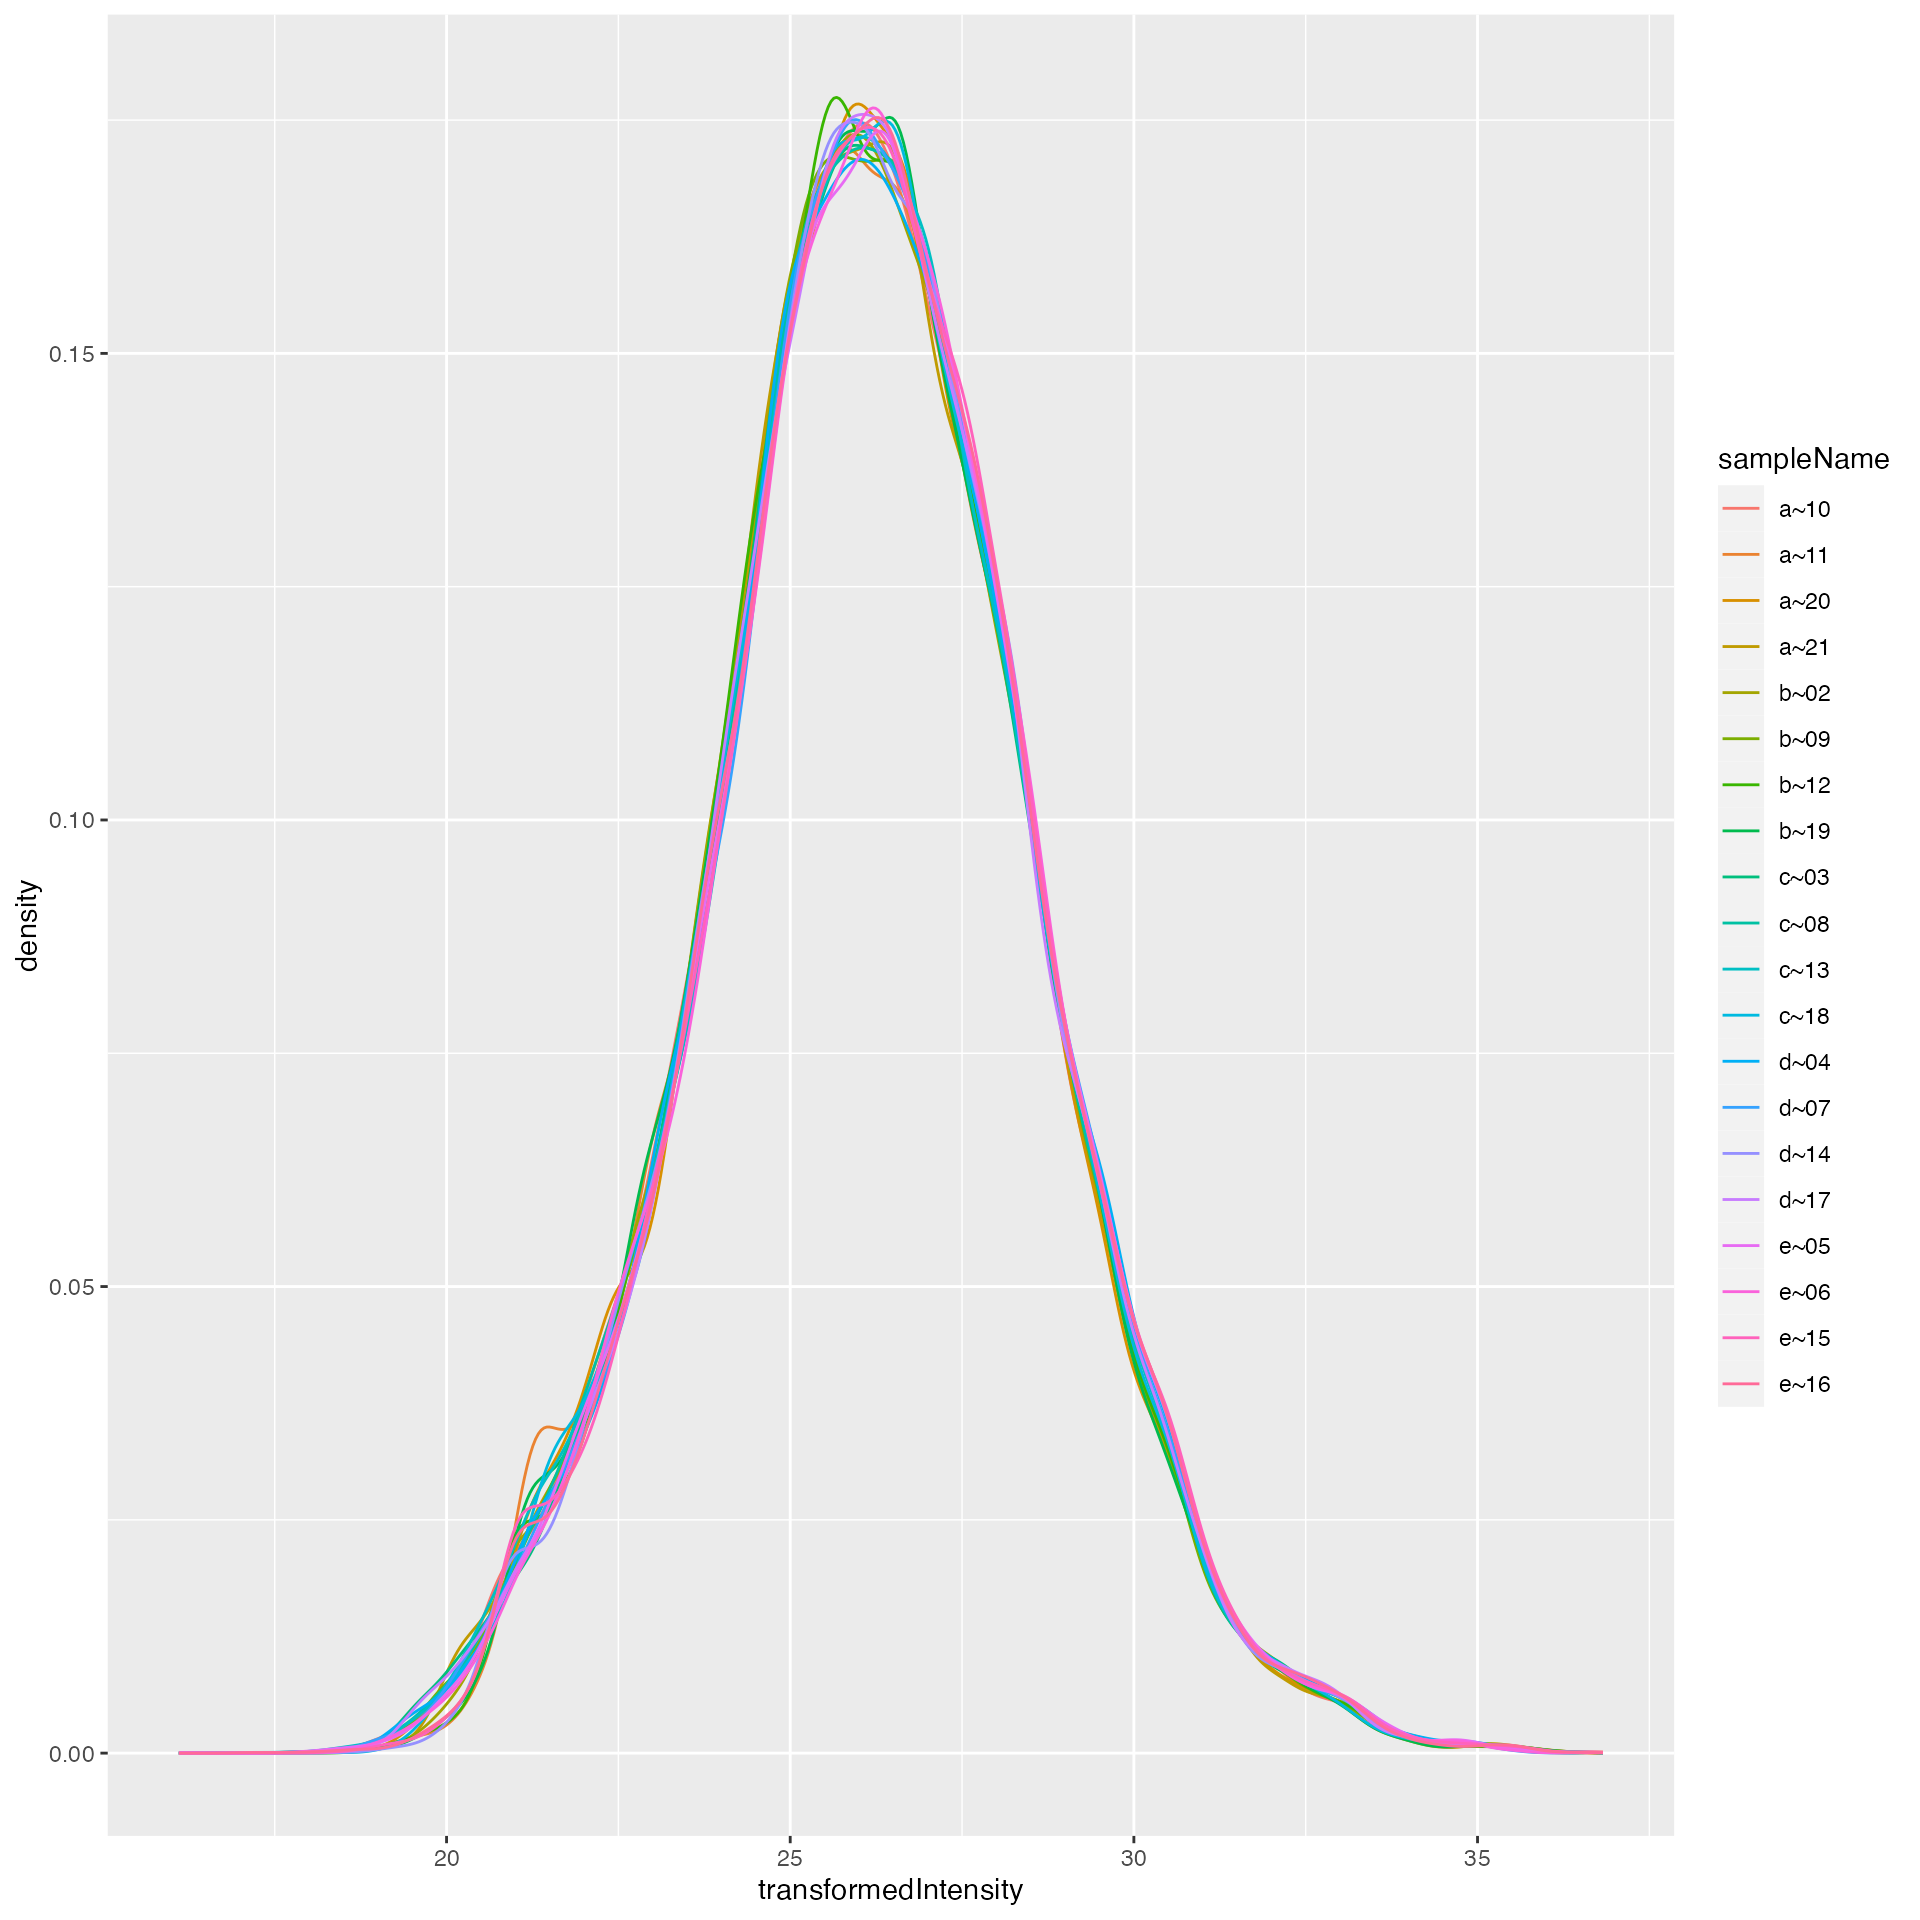 density
0.15
0.10
0.05
0.00
20
25
30
35
transformedIntensity
sampleName
a~10
a~11
a~20
a~21
b~02
b~09
b~12
b~19
c~03
c~08
c~13
c~18
d~04
d~07
d~14
d~17
e~05
e~06
e~15
e~16